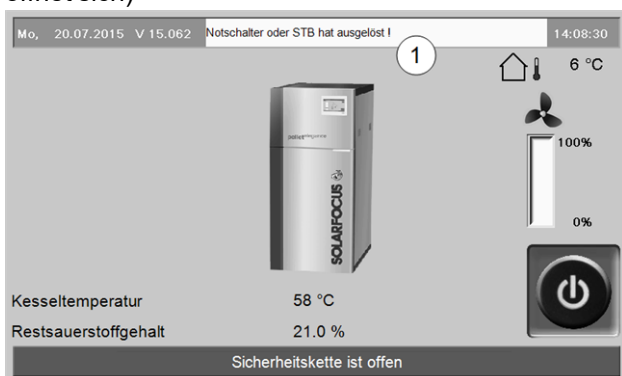 Mo, 20.07.2015 V 15.062 Notschalter oder STB hat ausgelöst ! 14:08:30
1
6 °C
100%
0%
SOLARFOCUS
Kesseltemperatur 58 °C
Restsauerstoffgehalt 21.0 %
Sicherheitskette ist offen